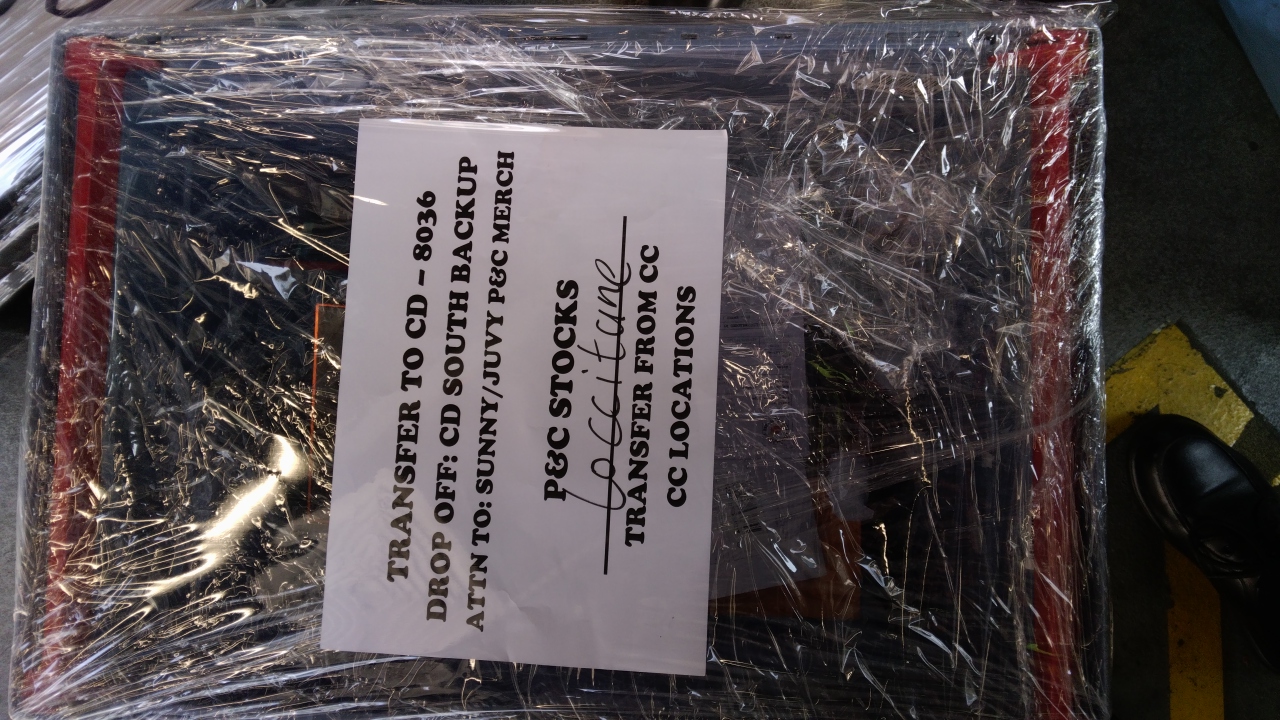 TRANSFER TO CD – 8036
DROP OFF: CD SOUTH BACKUP
ATTN TO: SUNNY/JUVY P&C MERCH
P&C STOCKS
Loccitane
TRANSFER FROM CC
CC LOCATIONS